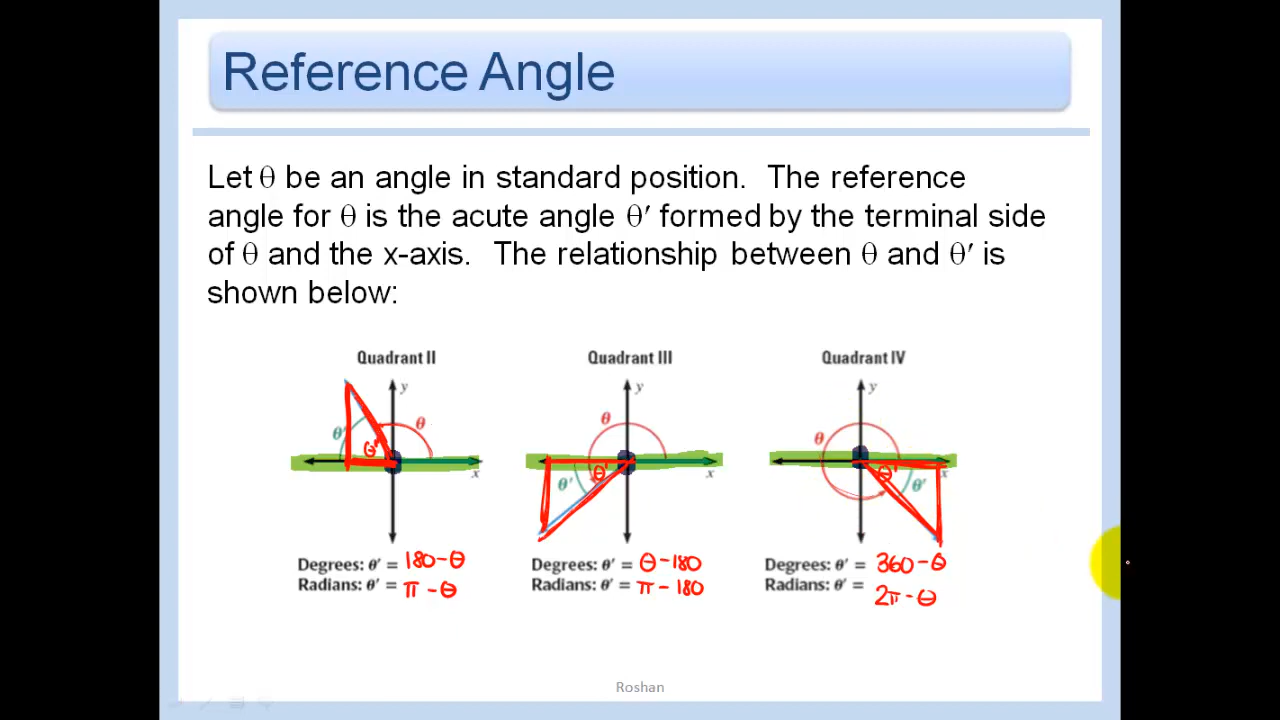 Reference Angle
Let θ be an angle in standard position. The reference
angle for θ is the acute angle θ′ formed by the terminal side
of θ and the x-axis. The relationship between θ and θ′ is
shown below:
Quadrant II
y
θ
θ′
θ′
x
Degrees: θ′ = 180-θ
Radians: θ′ = π-θ
Quadrant III
y
θ
θ′
θ′
x
Degrees: θ′ = θ-180
Radians: θ′ = π-180
Quadrant IV
y
θ
θ′
θ′
x
Degrees: θ′ = 360-θ
Radians: θ′ = 2π-θ
Roshan